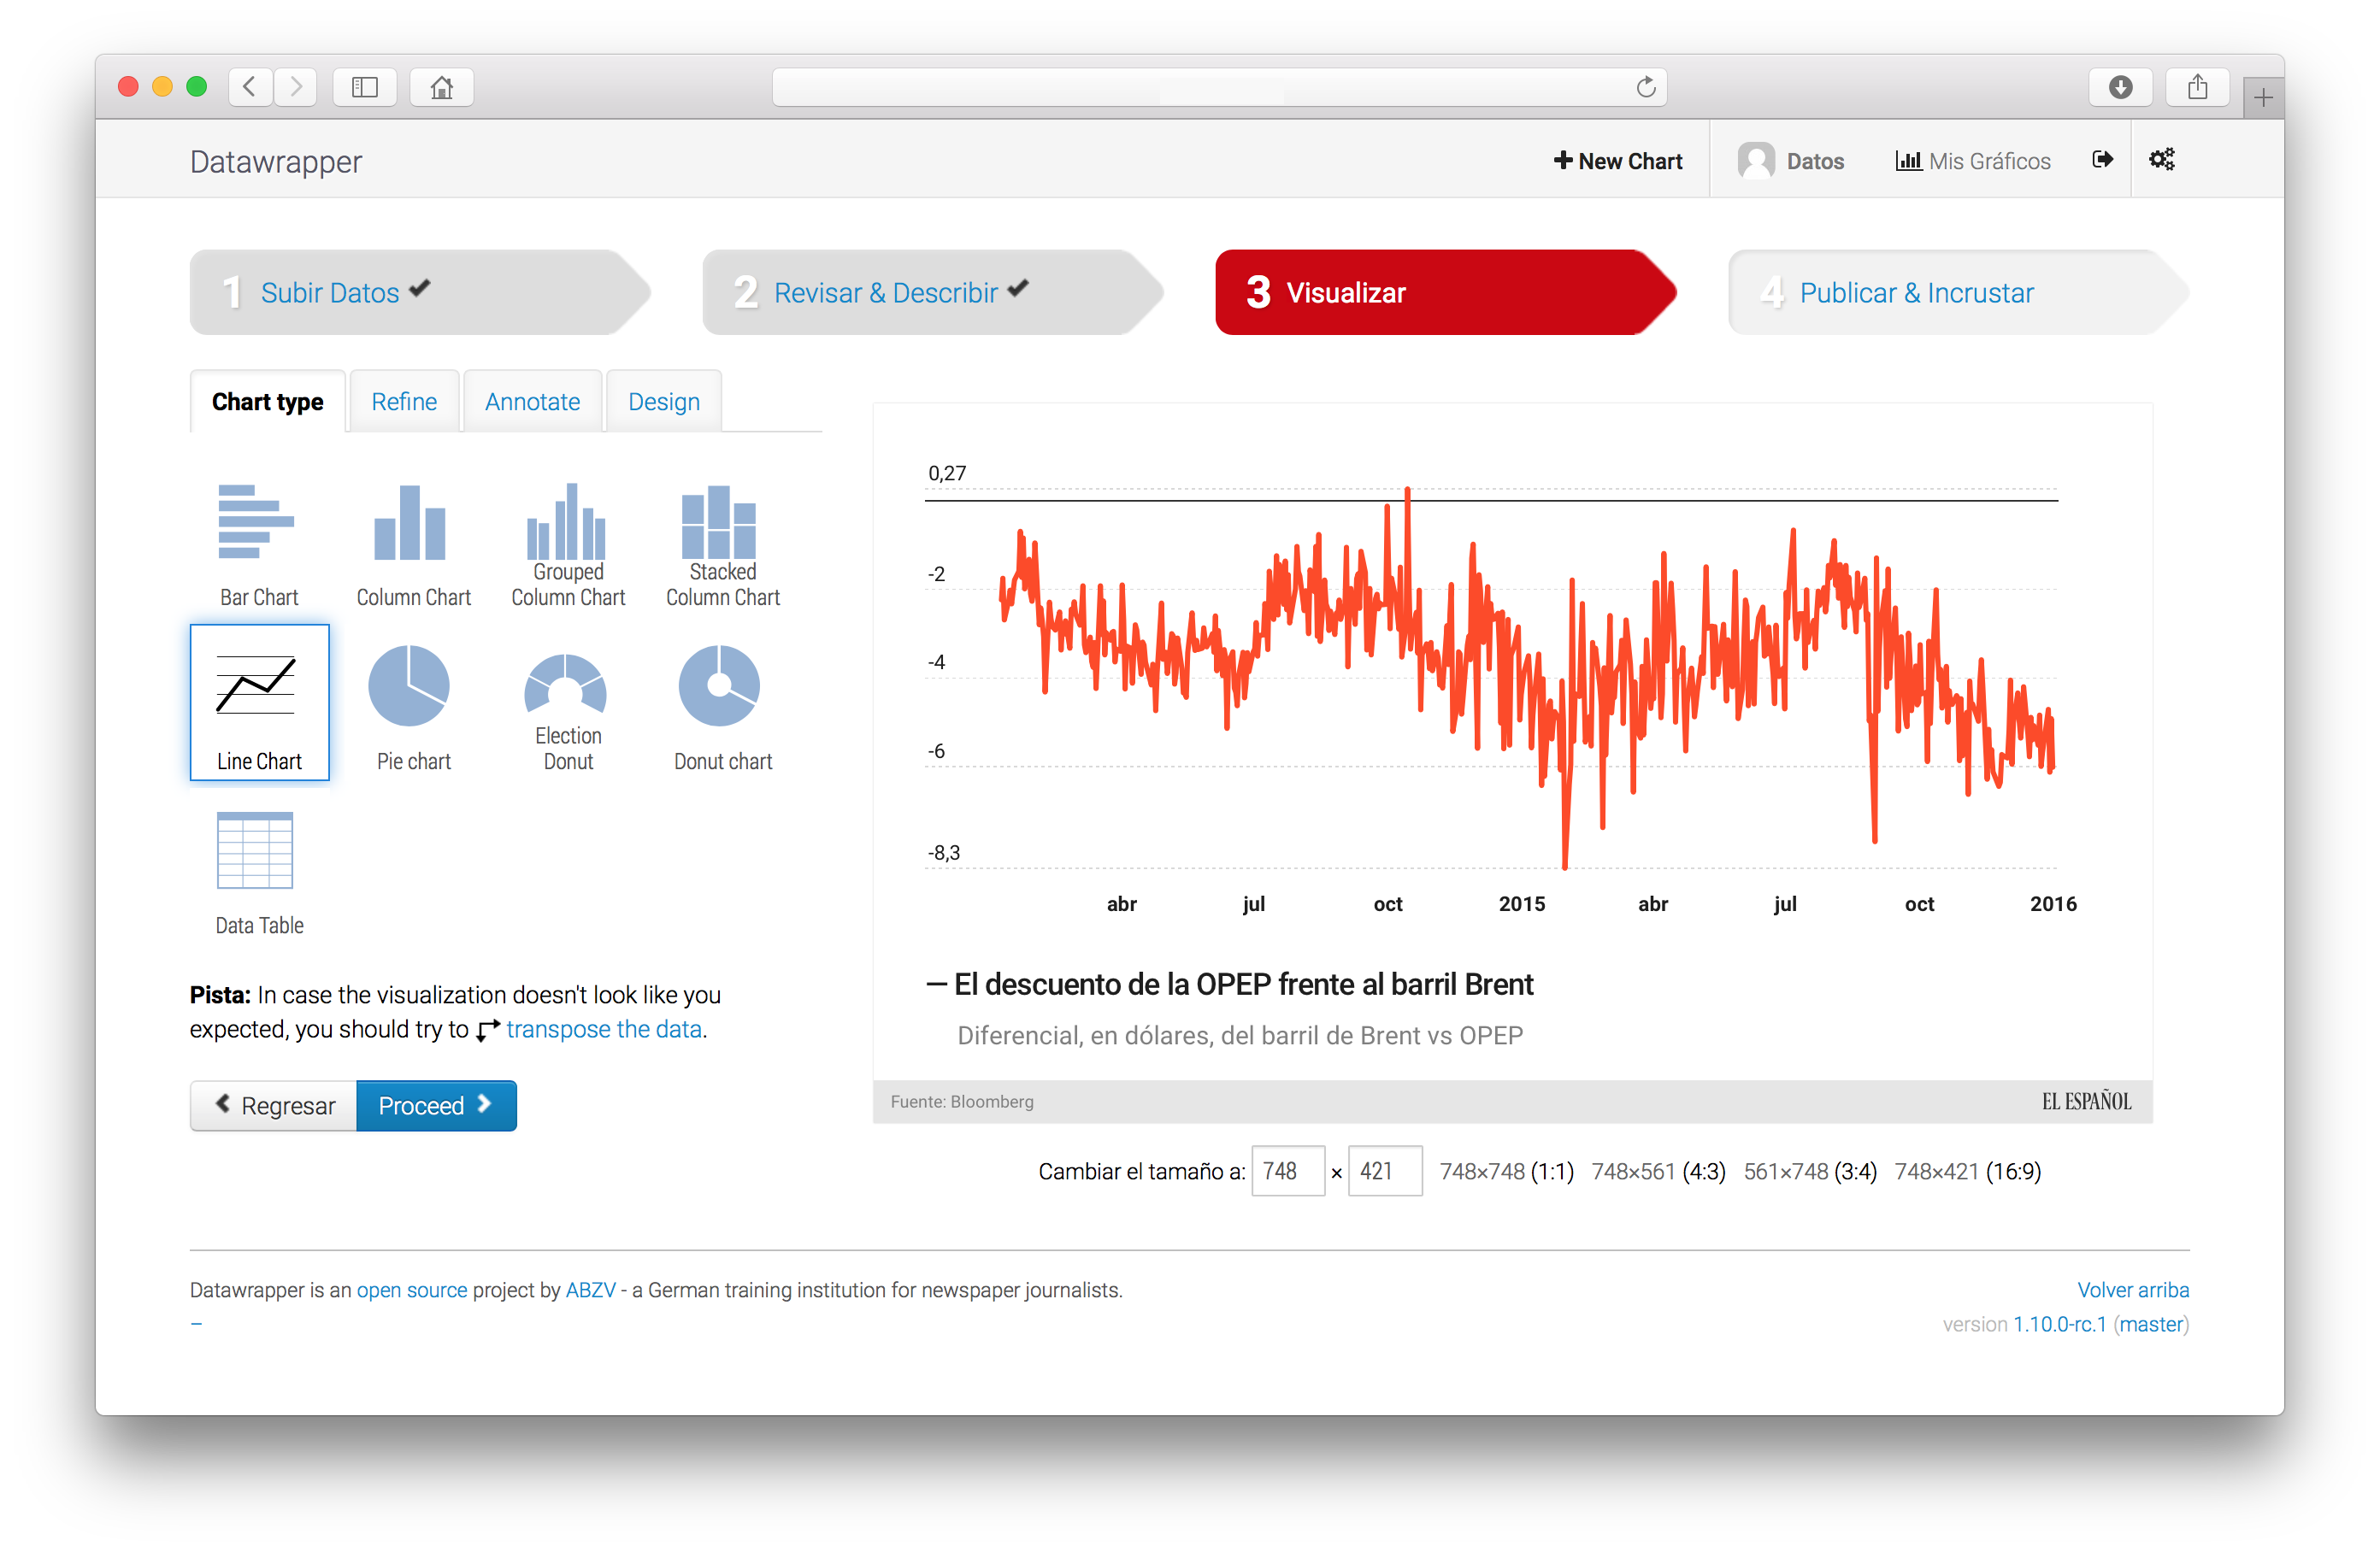 Datawrapper
New Chart
Datos
Mis Gráficos
1 Subir Datos
2 Revisar & Describir
3 Visualizar
4 Publicar & Incrustar
Chart type
Refine
Annotate
Design
Bar Chart
Column Chart
Grouped
Column Chart
Stacked
Column Chart
Line Chart
Pie chart
Election
Donut
Donut chart
Data Table
Pista: In case the visualization doesn't look like you
expected, you should try to transpose the data.
Regresar
Proceed
0,27
-2
-4
-6
-8,3
abr
jul
oct
2015
abr
jul
oct
2016
— El descuento de la OPEP frente al barril Brent
Diferencial, en dólares, del barril de Brent vs OPEP
Fuente: Bloomberg
EL ESPAÑOL
Cambiar el tamaño a: 748 × 421 748×748 (1:1) 748×561 (4:3) 561×748 (3:4) 748×421 (16:9)
Datawrapper is an open source project by ABZV - a German training institution for newspaper journalists.
–
Volver arriba
version 1.10.0-rc.1 (master)